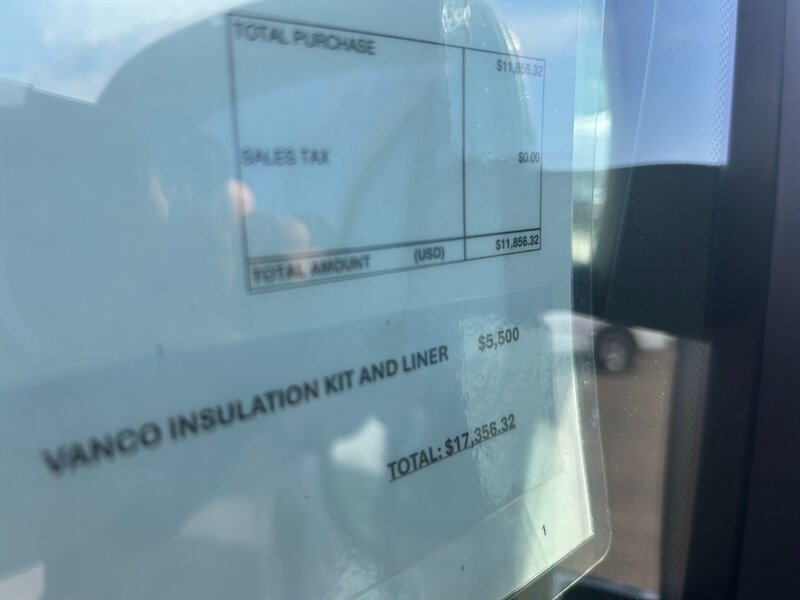 TOTAL PURCHASE $11,856.32
SALES TAX $0.00
TOTAL AMOUNT (USD) $11,856.32
VANCO INSULATION KIT AND LINER $5,500
TOTAL: $17,356.32
1